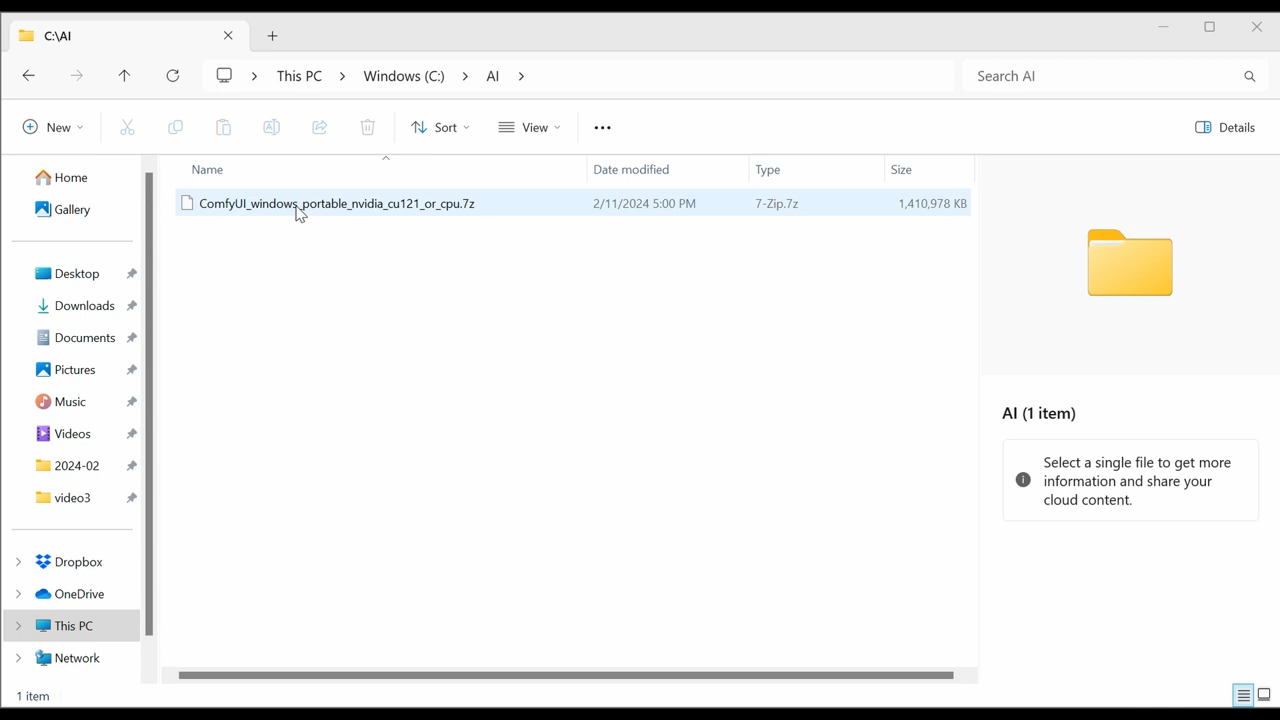 C:\AI
This PC > Windows (C:) > AI >
Search AI
New
Sort
View
Details
Name
Date modified
Type
Size
Home
Gallery
ComfyUI_windows_portable_nvidia_cu121_or_cpu.7z
2/11/2024 5:00 PM
7-Zip.7z
1,410,978 KB
Desktop
Downloads
Documents
Pictures
Music
Videos
2024-02
video3
Dropbox
OneDrive
This PC
Network
AI (1 item)
Select a single file to get more
information and share your
cloud content.
1 item